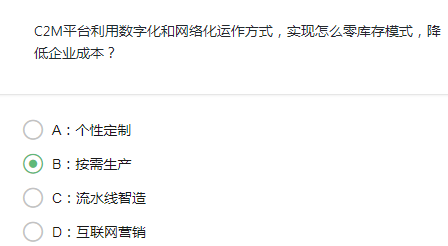 C2M平台利用数字化和网络化运作方式，实现怎么零库存模式，降
低企业成本？
A：个性定制
B：按需生产
C：流水线智造
D：互联网营销